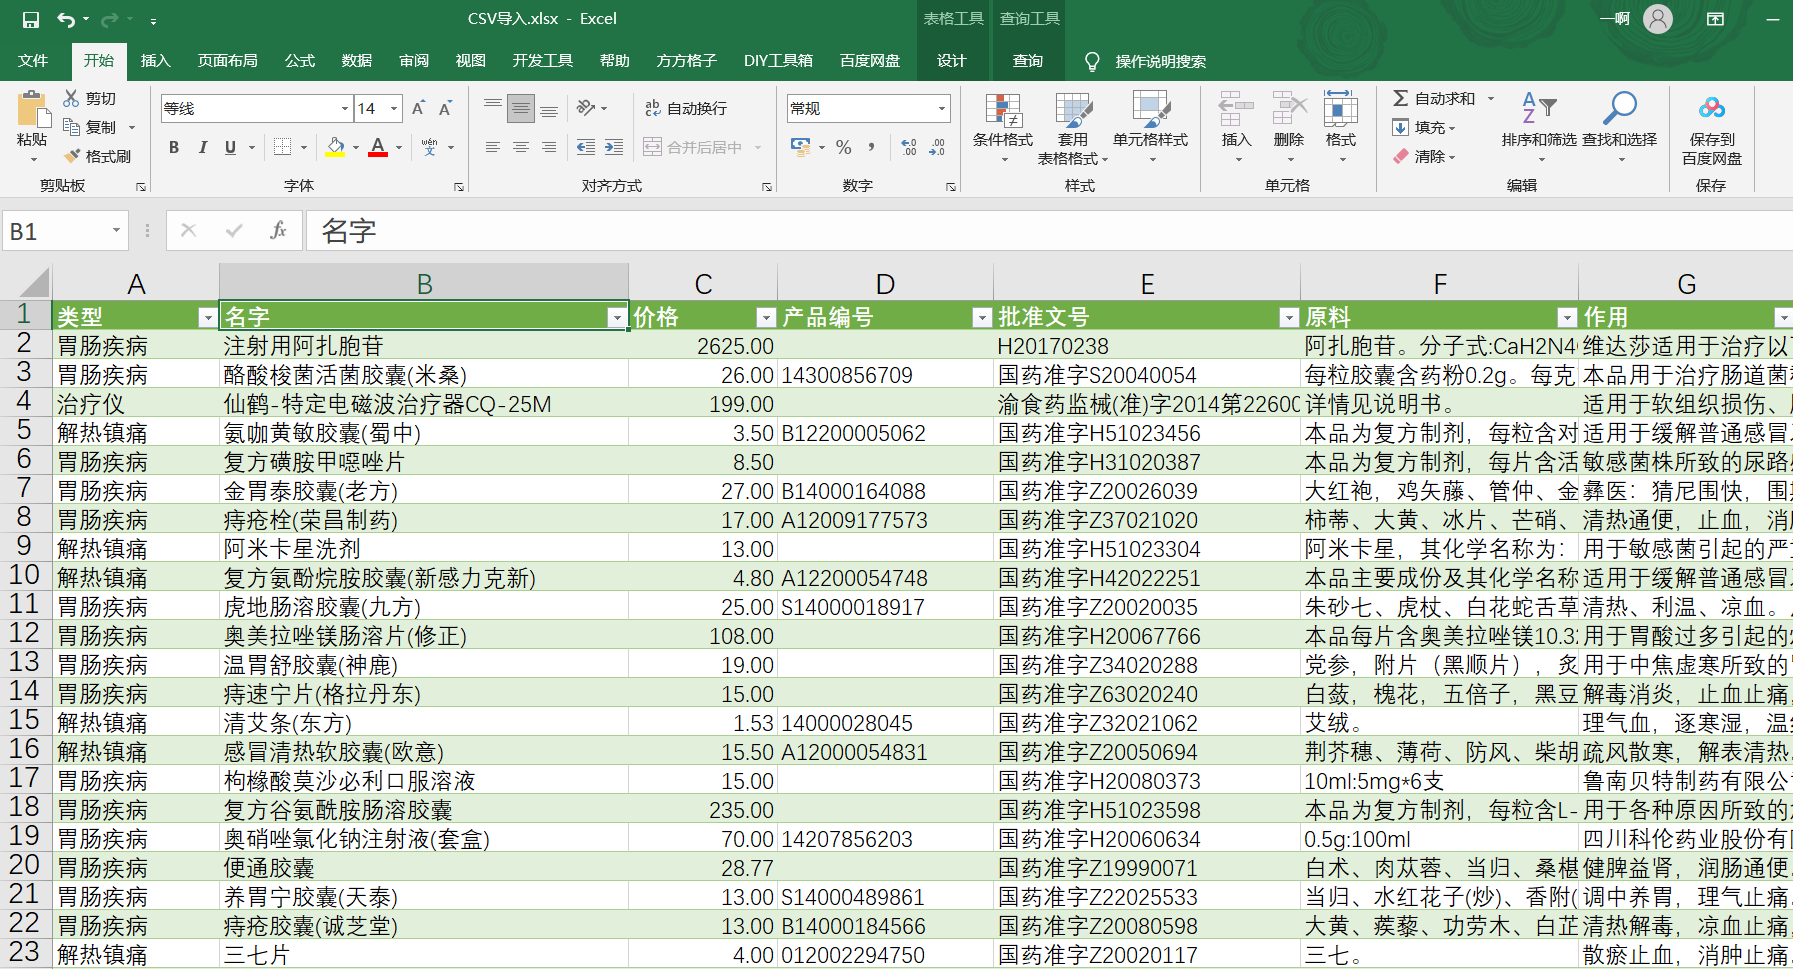 CSV导入.xlsx - Excel
表格工具 查询工具
一啊
文件 开始 插入 页面布局 公式 数据 审阅 视图 开发工具 帮助 方方格子 DIY工具箱 百度网盘 设计 查询 操作说明搜索
粘贴 剪切 复制 格式刷
剪贴板
等线 14
B I U wén 文
字体
ab 自动换行
合并后居中
对齐方式
常规
% , .00 .0
数字
条件格式 套用表格格式 单元格样式
样式
插入 删除 格式
单元格
自动求和 填充 清除
排序和筛选 查找和选择
编辑
保存到百度网盘
保存
B1 fx 名字
A B C D E F G
1 类型 名字 价格 产品编号 批准文号 原料 作用
2 胃肠疾病 注射用阿扎胞苷 2625.00 H20170238 阿扎胞苷。分子式:CaH2N4 维达莎适用于治疗以
3 胃肠疾病 酪酸梭菌活菌胶囊(米桑) 26.00 14300856709 国药准字S20040054 每粒胶囊含药粉0.2g。每克 本品用于治疗肠道菌
4 治疗仪 仙鹤-特定电磁波治疗器CQ-25M 199.00 渝食药监械(准)字2014第22600 详情见说明书。 适用于软组织损伤、
5 解热镇痛 氨咖黄敏胶囊(蜀中) 3.50 B12200005062 国药准字H51023456 本品为复方制剂，每粒含对 适用于缓解普通感冒
6 胃肠疾病 复方磺胺甲噁唑片 8.50 国药准字H31020387 本品为复方制剂，每片含活 敏感菌株所致的尿路
7 胃肠疾病 金胃泰胶囊(老方) 27.00 B14000164088 国药准字Z20026039 大红袍，鸡矢藤、管仲、金 彝医：猜尼围快，围
8 胃肠疾病 痔疮栓(荣昌制药) 17.00 A12009177573 国药准字Z37021020 柿蒂、大黄、冰片、芒硝、 清热通便，止血，消
9 解热镇痛 阿米卡星洗剂 13.00 国药准字H51023304 阿米卡星，其化学名称为： 用于敏感菌引起的严
10 解热镇痛 复方氨酚烷胺胶囊(新感力克新) 4.80 A12200054748 国药准字H42022251 本品主要成份及其化学名称 适用于缓解普通感冒
11 胃肠疾病 虎地肠溶胶囊(九方) 25.00 S14000018917 国药准字Z20020035 朱砂七、虎杖、白花蛇舌草 清热、利温、凉血。
12 胃肠疾病 奥美拉唑镁肠溶片(修正) 108.00 国药准字H20067766 本品每片含奥美拉唑镁10.3 用于胃酸过多引起的
13 胃肠疾病 温胃舒胶囊(神鹿) 19.00 国药准字Z34020288 党参，附片（黑顺片），炙 用于中焦虚寒所致的
14 胃肠疾病 痔速宁片(格拉丹东) 15.00 国药准字Z63020240 白蔹，槐花，五倍子，黑豆 解毒消炎，止血止痛
15 解热镇痛 清艾条(东方) 1.53 14000028045 国药准字Z32021062 艾绒。 理气血，逐寒湿，温
16 解热镇痛 感冒清热软胶囊(欧意) 15.50 A12000054831 国药准字Z20050694 荆芥穗、薄荷、防风、柴胡 疏风散寒，解表清热
17 胃肠疾病 枸橼酸莫沙必利口服溶液 15.00 国药准字H20080373 10ml:5mg*6支 鲁南贝特制药有限公
18 胃肠疾病 复方谷氨酰胺肠溶胶囊 235.00 国药准字H51023598 本品为复方制剂，每粒含L- 用于各种原因所致的
19 胃肠疾病 奥硝唑氯化钠注射液(套盒) 70.00 14207856203 国药准字H20060634 0.5g:100ml 四川科伦药业股份有
20 胃肠疾病 便通胶囊 28.77 国药准字Z19990071 白术、肉苁蓉、当归、桑椹 健脾益肾，润肠通便
21 胃肠疾病 养胃宁胶囊(天泰) 13.00 S14000489861 国药准字Z22025533 当归、水红花子(炒)、香附( 调中养胃，理气止痛
22 胃肠疾病 痔疮胶囊(诚芝堂) 13.00 B14000184566 国药准字Z20080598 大黄、蒺藜、功劳木、白芷 清热解毒，凉血止痛
23 解热镇痛 三七片 4.00 012002294750 国药准字Z20020117 三七。 散瘀止血，消肿止痛